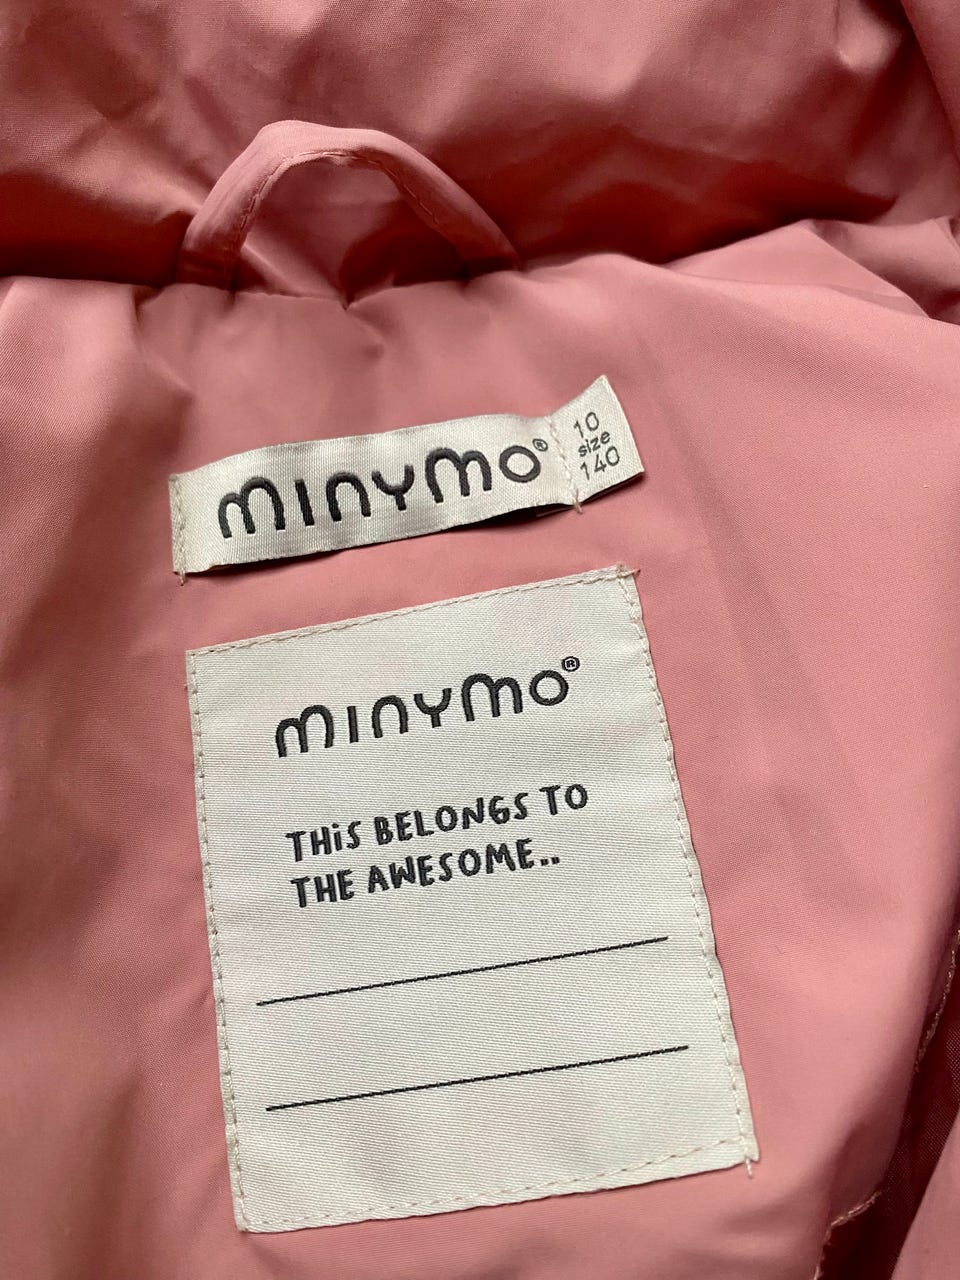 minymo®
10
size
140
minymo®
THiS BELONGS TO
THE AWESOME..